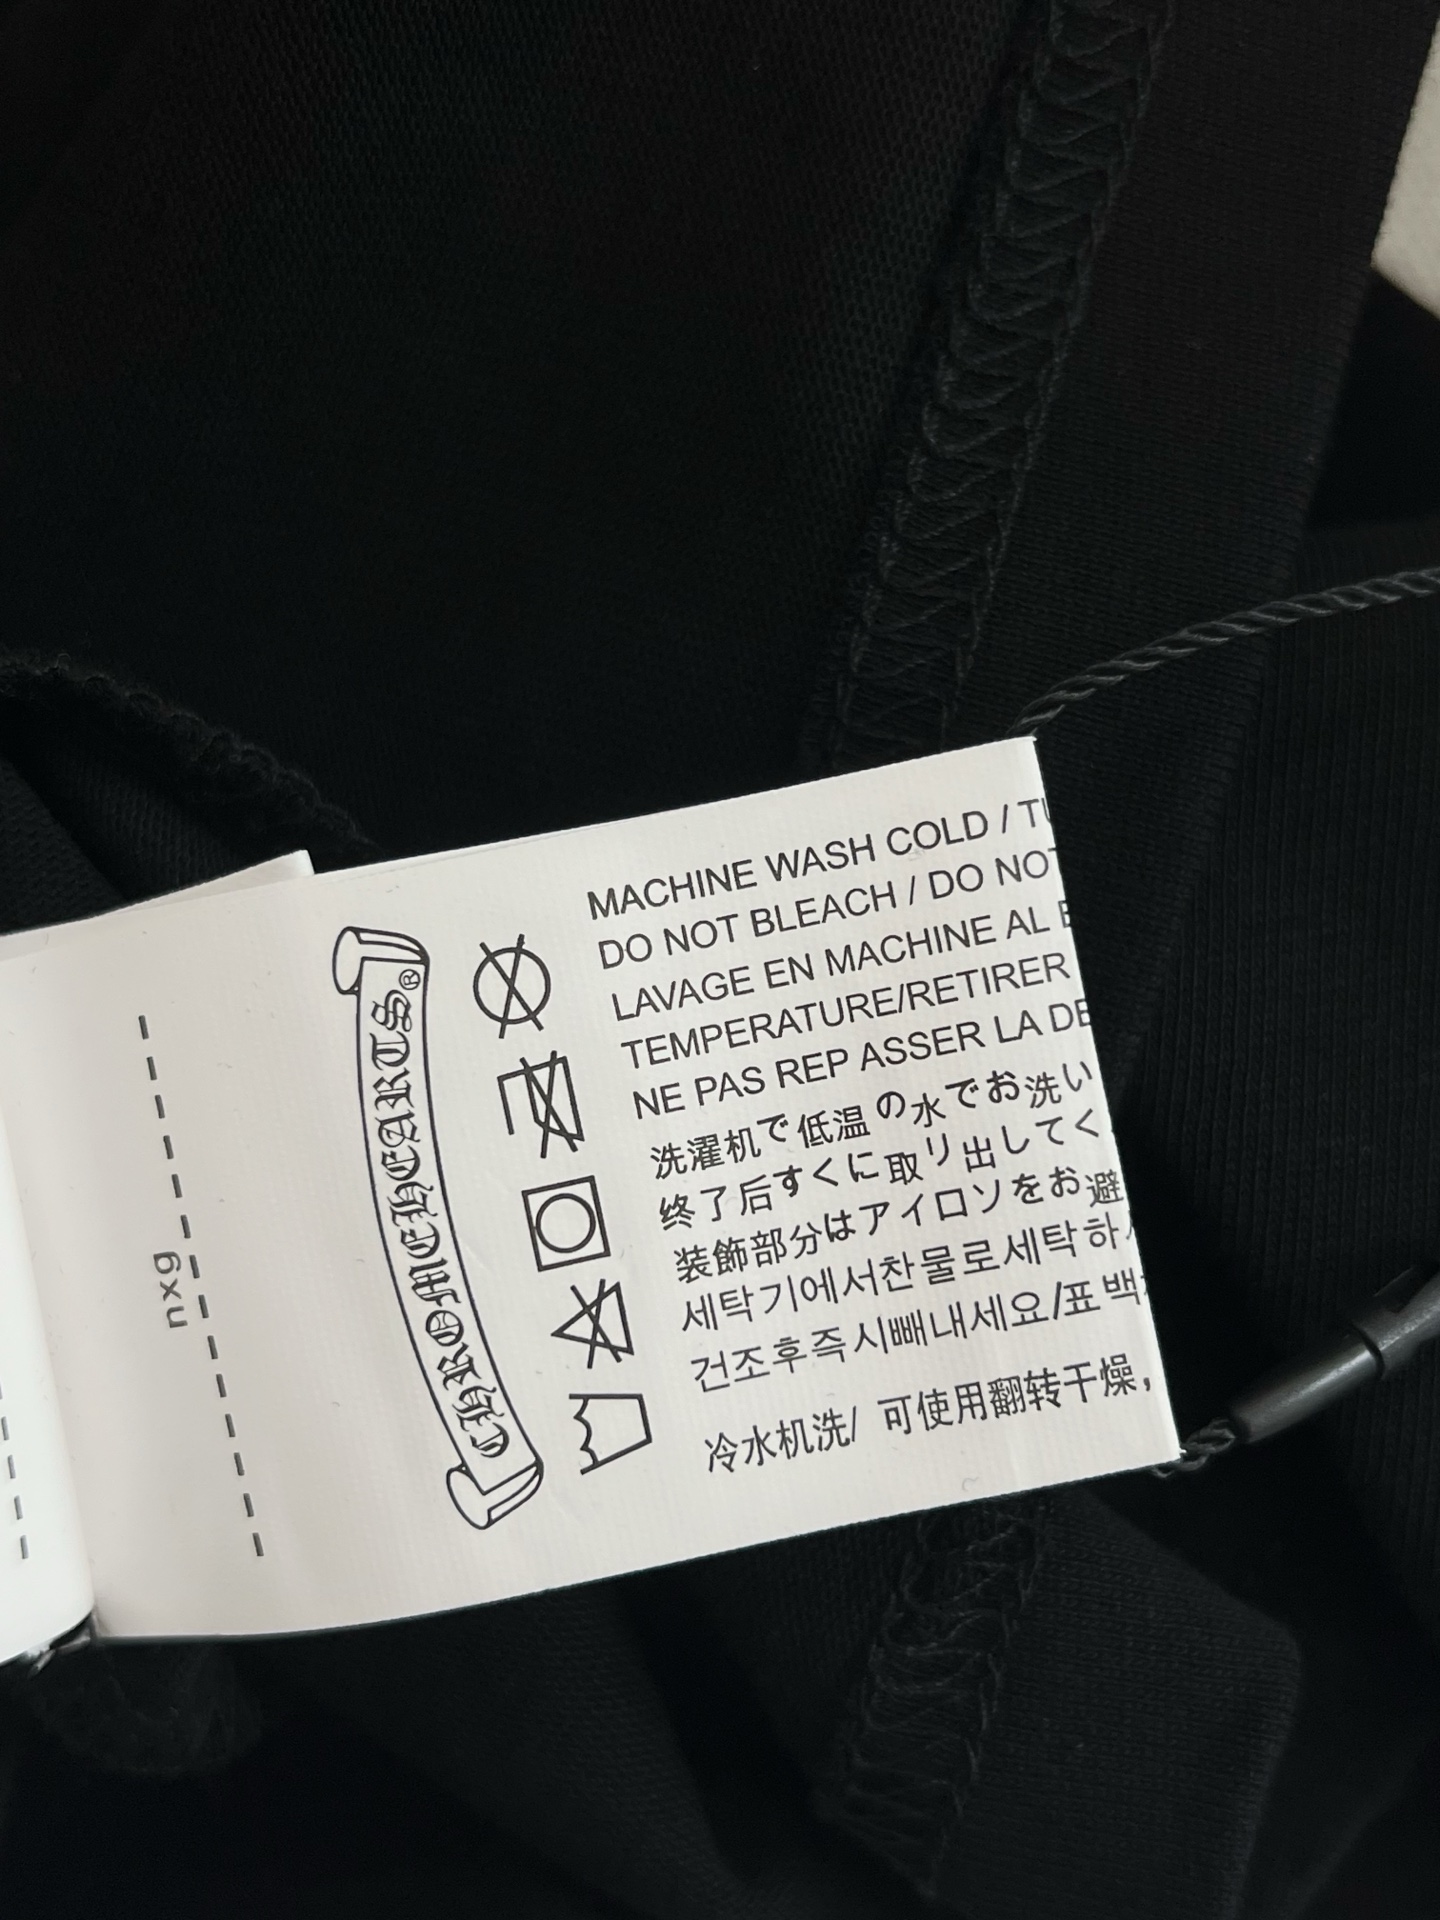 MACHINE WASH COLD / TU
DO NOT BLEACH / DO NOT
LAVAGE EN MACHINE AL B
TEMPERATURE/RETIRER
NE PAS REP ASSER LA DE
洗濯机で低温 の水でお洗い
终了后すぐに取り出してく
装飾部分はアイロソをお避
세탁기에서찬물로세탁하
건조후즉시빼내세요/표백
冷水机洗/ 可使用翻转干燥，
CHROME HEARTS®
nxg